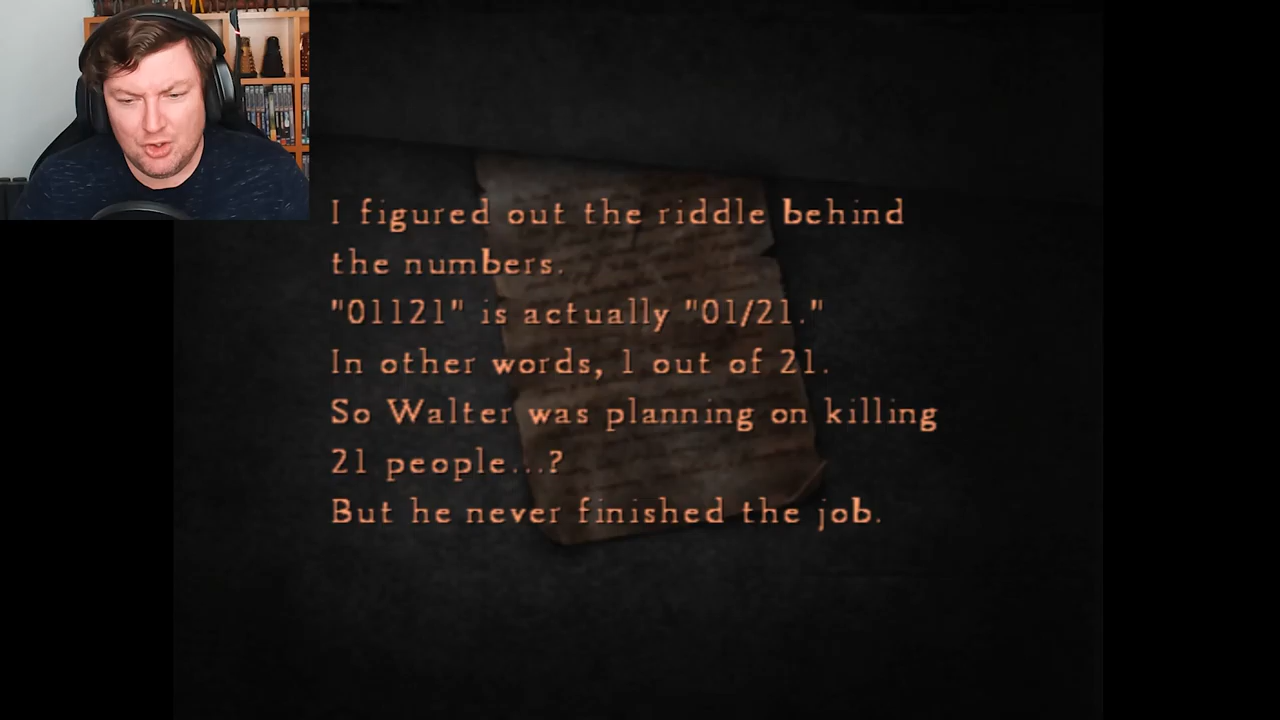 I figured out the riddle behind
the numbers.
"01121" is actually "01/21."
In other words, 1 out of 21.
So Walter was planning on killing
21 people...?
But he never finished the job.